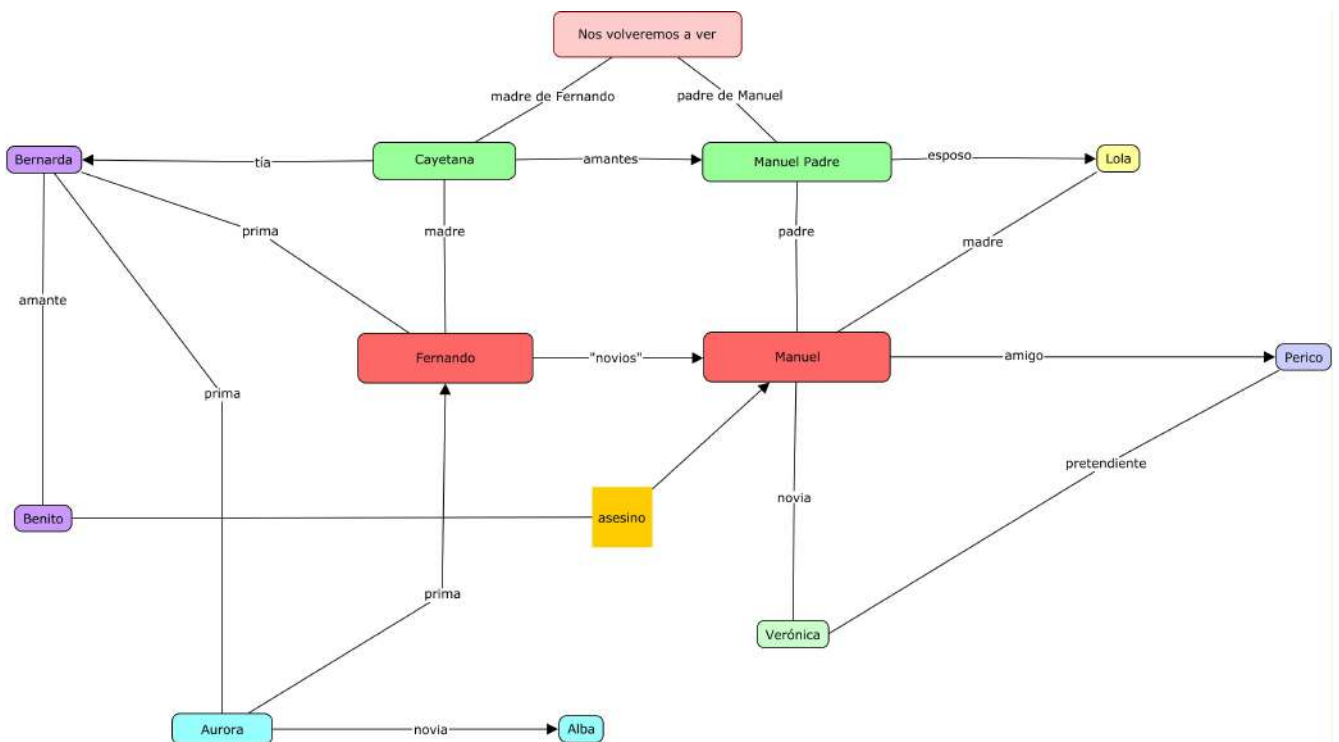 Nos volveremos a ver
madre de Fernando
padre de Manuel
Bernarda
tía
Cayetana
amantes
Manuel Padre
esposo
Lola
prima
madre
padre
madre
amante
Fernando
"novios"
Manuel
amigo
Perico
prima
pretendiente
novia
Benito
asesino
prima
Verónica
Aurora
novia
Alba